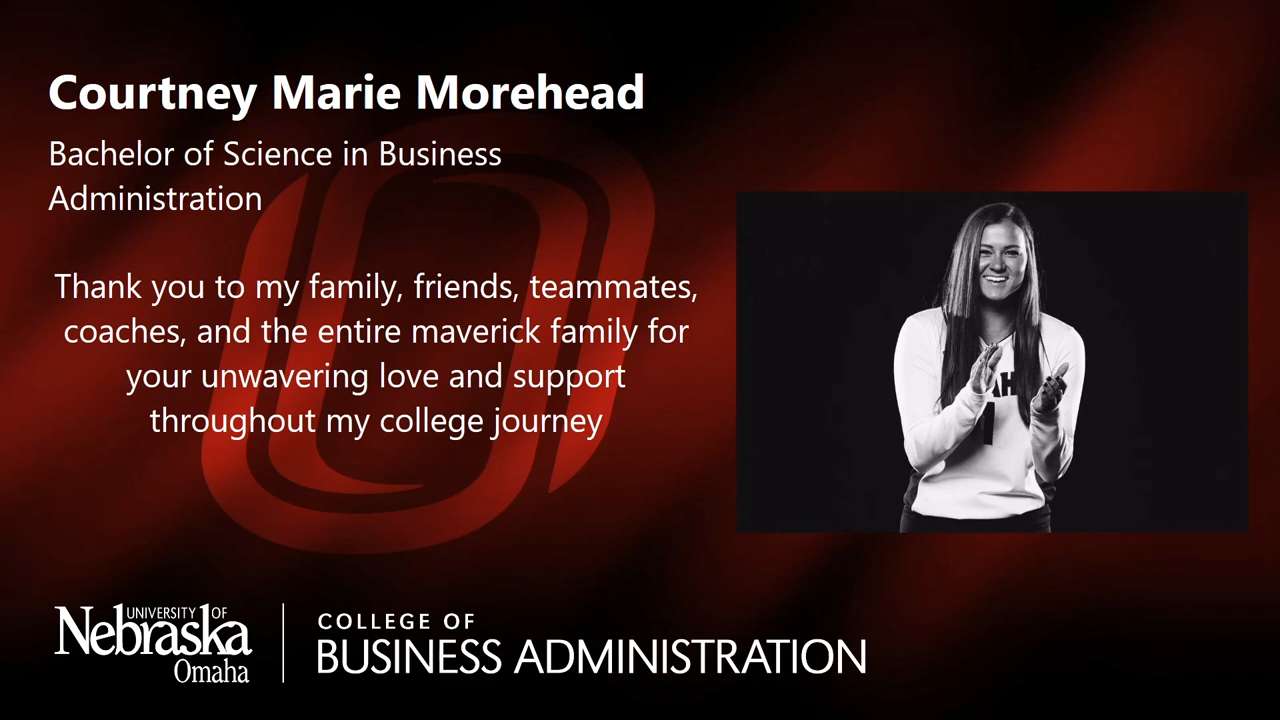 Courtney Marie Morehead
Bachelor of Science in Business
Administration
Thank you to my family, friends, teammates,
coaches, and the entire maverick family for
your unwavering love and support
throughout my college journey
UNIVERSITY OF
Nebraska
Omaha
COLLEGE OF
BUSINESS ADMINISTRATION